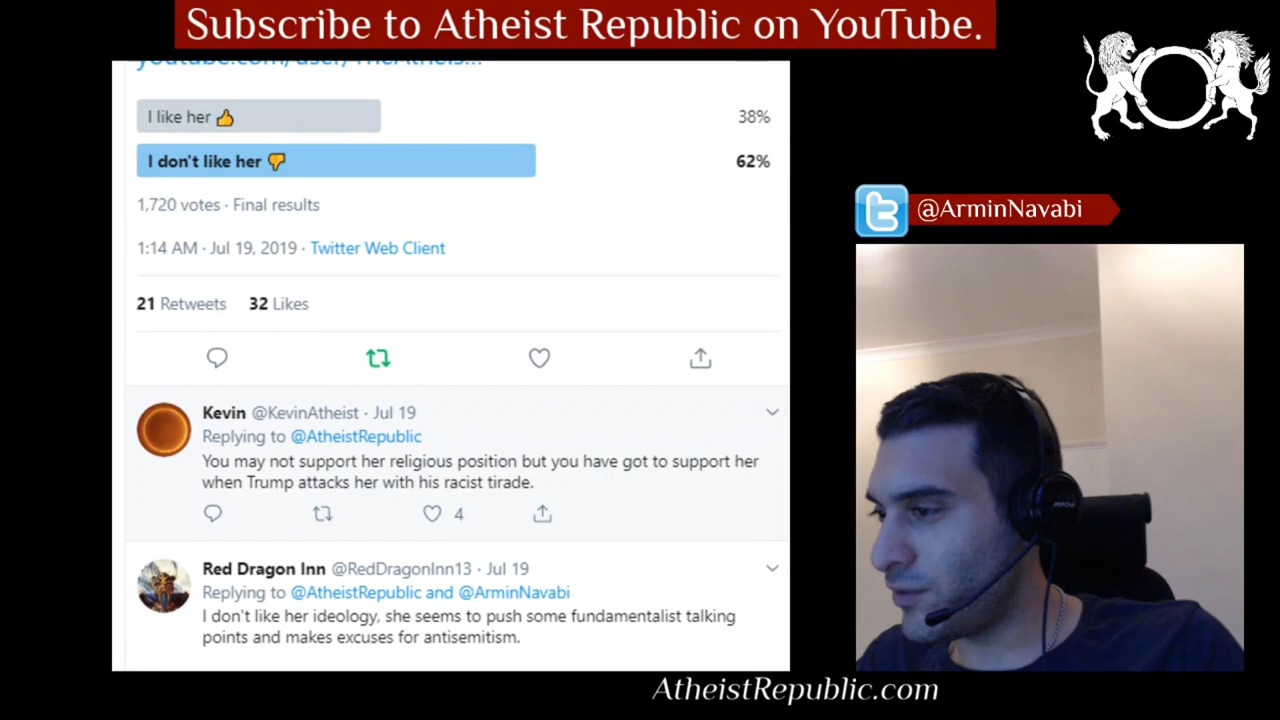 Subscribe to Atheist Republic on YouTube.
I like her 38%
I don't like her 62%
1,720 votes · Final results
1:14 AM · Jul 19, 2019 · Twitter Web Client
21 Retweets 32 Likes
Kevin @KevinAtheist · Jul 19
Replying to @AtheistRepublic
You may not support her religious position but you have got to support her
when Trump attacks her with his racist tirade.
4
Red Dragon Inn @RedDragonInn13 · Jul 19
Replying to @AtheistRepublic and @ArminNavabi
I don't like her ideology, she seems to push some fundamentalist talking
points and makes excuses for antisemitism.
@ArminNavabi
AtheistRepublic.com